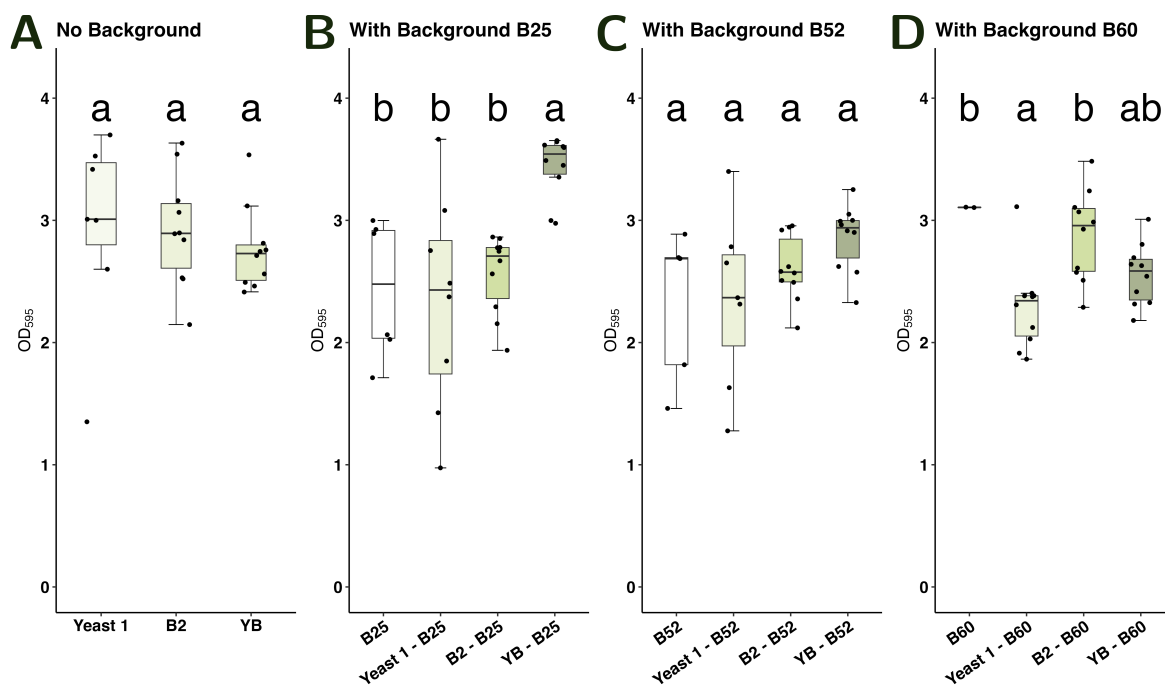 A No Background
a a a
4
3
2
1
0
OD595
Yeast 1 B2 YB
B With Background B25
b b b a
4
3
2
1
0
OD595
B25 Yeast 1 - B25 B2 - B25 YB - B25
C With Background B52
a a a a
4
3
2
1
0
OD595
B52 Yeast 1 - B52 B2 - B52 YB - B52
D With Background B60
b a b ab
4
3
2
1
0
OD595
B60 Yeast 1 - B60 B2 - B60 YB - B60